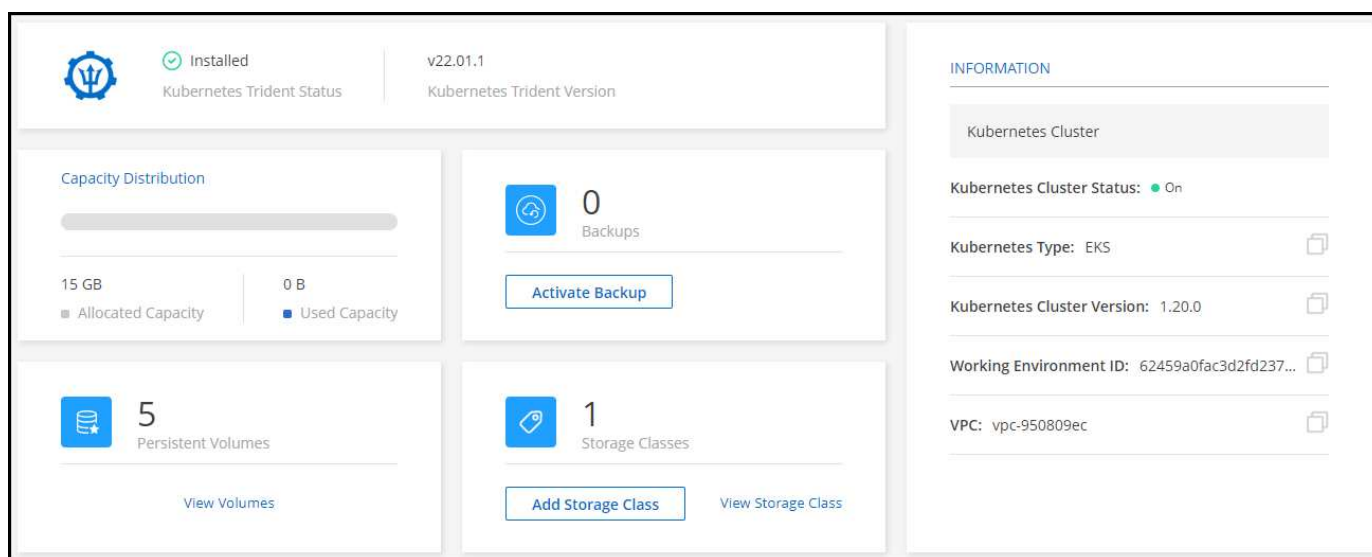 Installed
Kubernetes Trident Status
v22.01.1
Kubernetes Trident Version
Capacity Distribution
15 GB
Allocated Capacity
0 B
Used Capacity
0
Backups
Activate Backup
5
Persistent Volumes
View Volumes
1
Storage Classes
Add Storage Class
View Storage Class
INFORMATION
Kubernetes Cluster
Kubernetes Cluster Status: On
Kubernetes Type: EKS
Kubernetes Cluster Version: 1.20.0
Working Environment ID: 62459a0fac3d2fd237...
VPC: vpc-950809ec